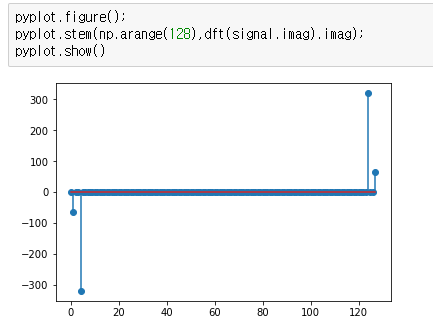 pyplot.figure();
pyplot.stem(np.arange(128),dft(signal.imag).imag);
pyplot.show()
300
200
100
0
−100
−200
−300
0 20 40 60 80 100 120